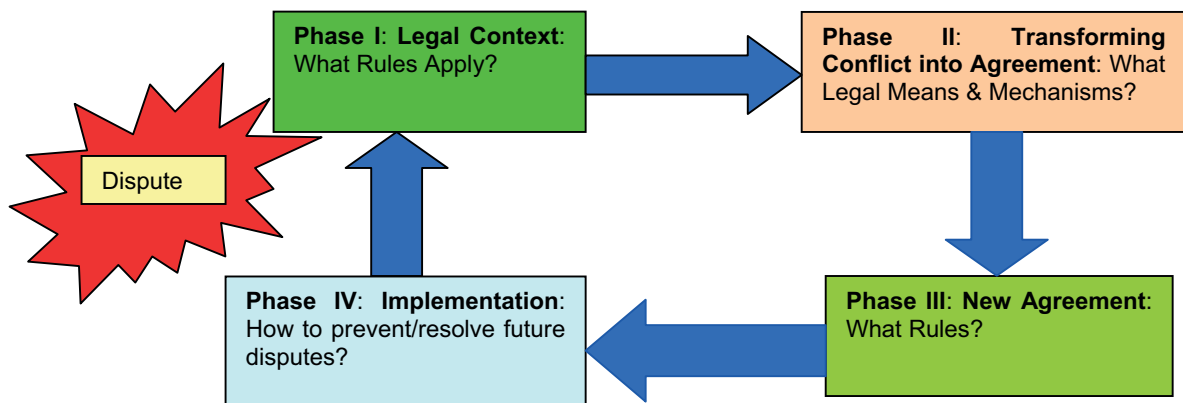 Phase I: Legal Context:
What Rules Apply?
Phase II: Transforming
Conflict into Agreement: What
Legal Means & Mechanisms?
Dispute
Phase IV: Implementation:
How to prevent/resolve future
disputes?
Phase III: New Agreement:
What Rules?